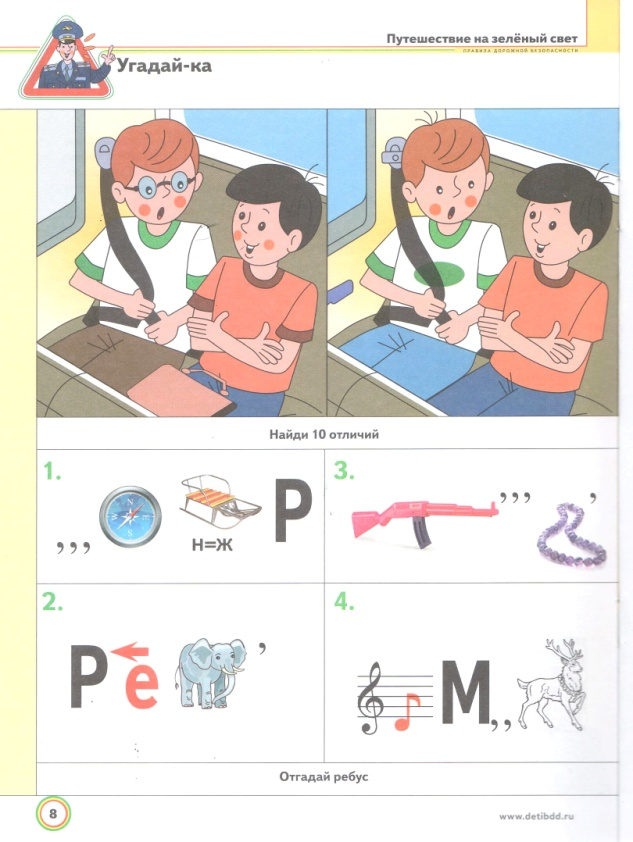 Путешествие на зелёный свет
ПРАВИЛА ДОРОЖНОЙ БЕЗОПАСНОСТИ
Угадай-ка
Найди 10 отличий
1.
,,,
Н=Ж
Р
3.
,,,
,
2.
Р
е
,
4.
М,,
Отгадай ребус
8
www.detibdd.ru